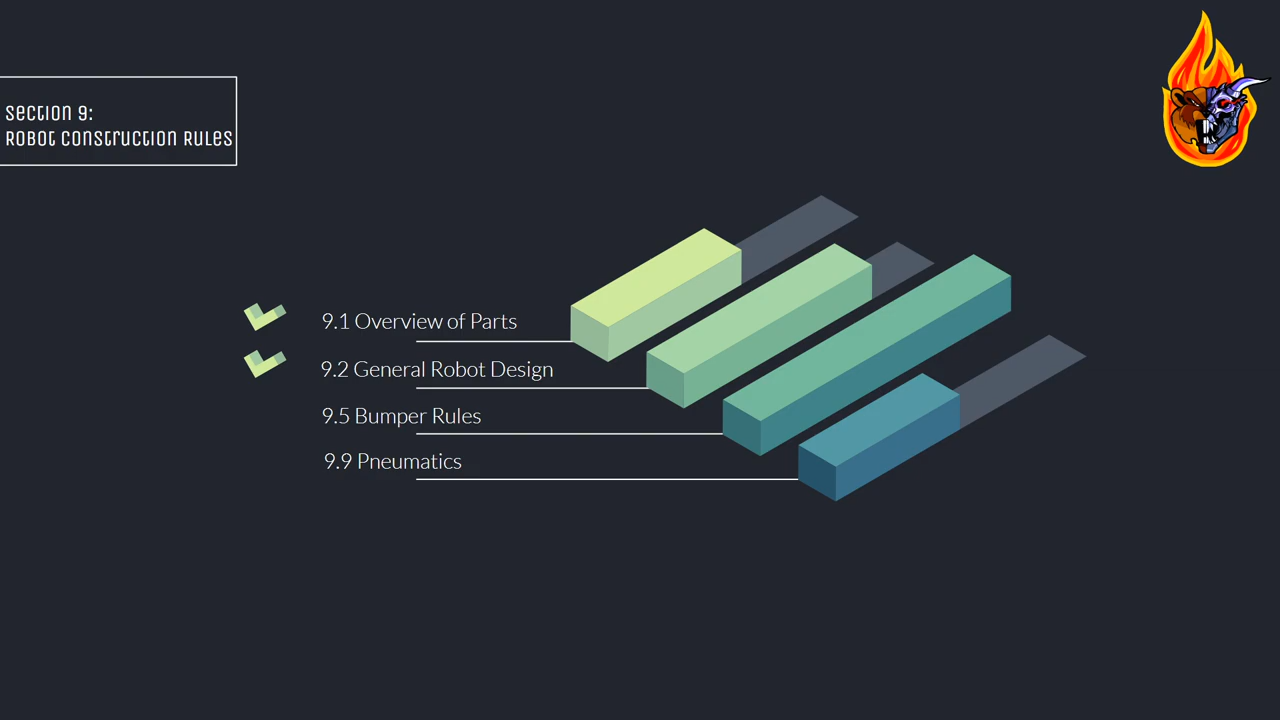 Section 9:
Robot Construction Rules
9.1 Overview of Parts
9.2 General Robot Design
9.5 Bumper Rules
9.9 Pneumatics